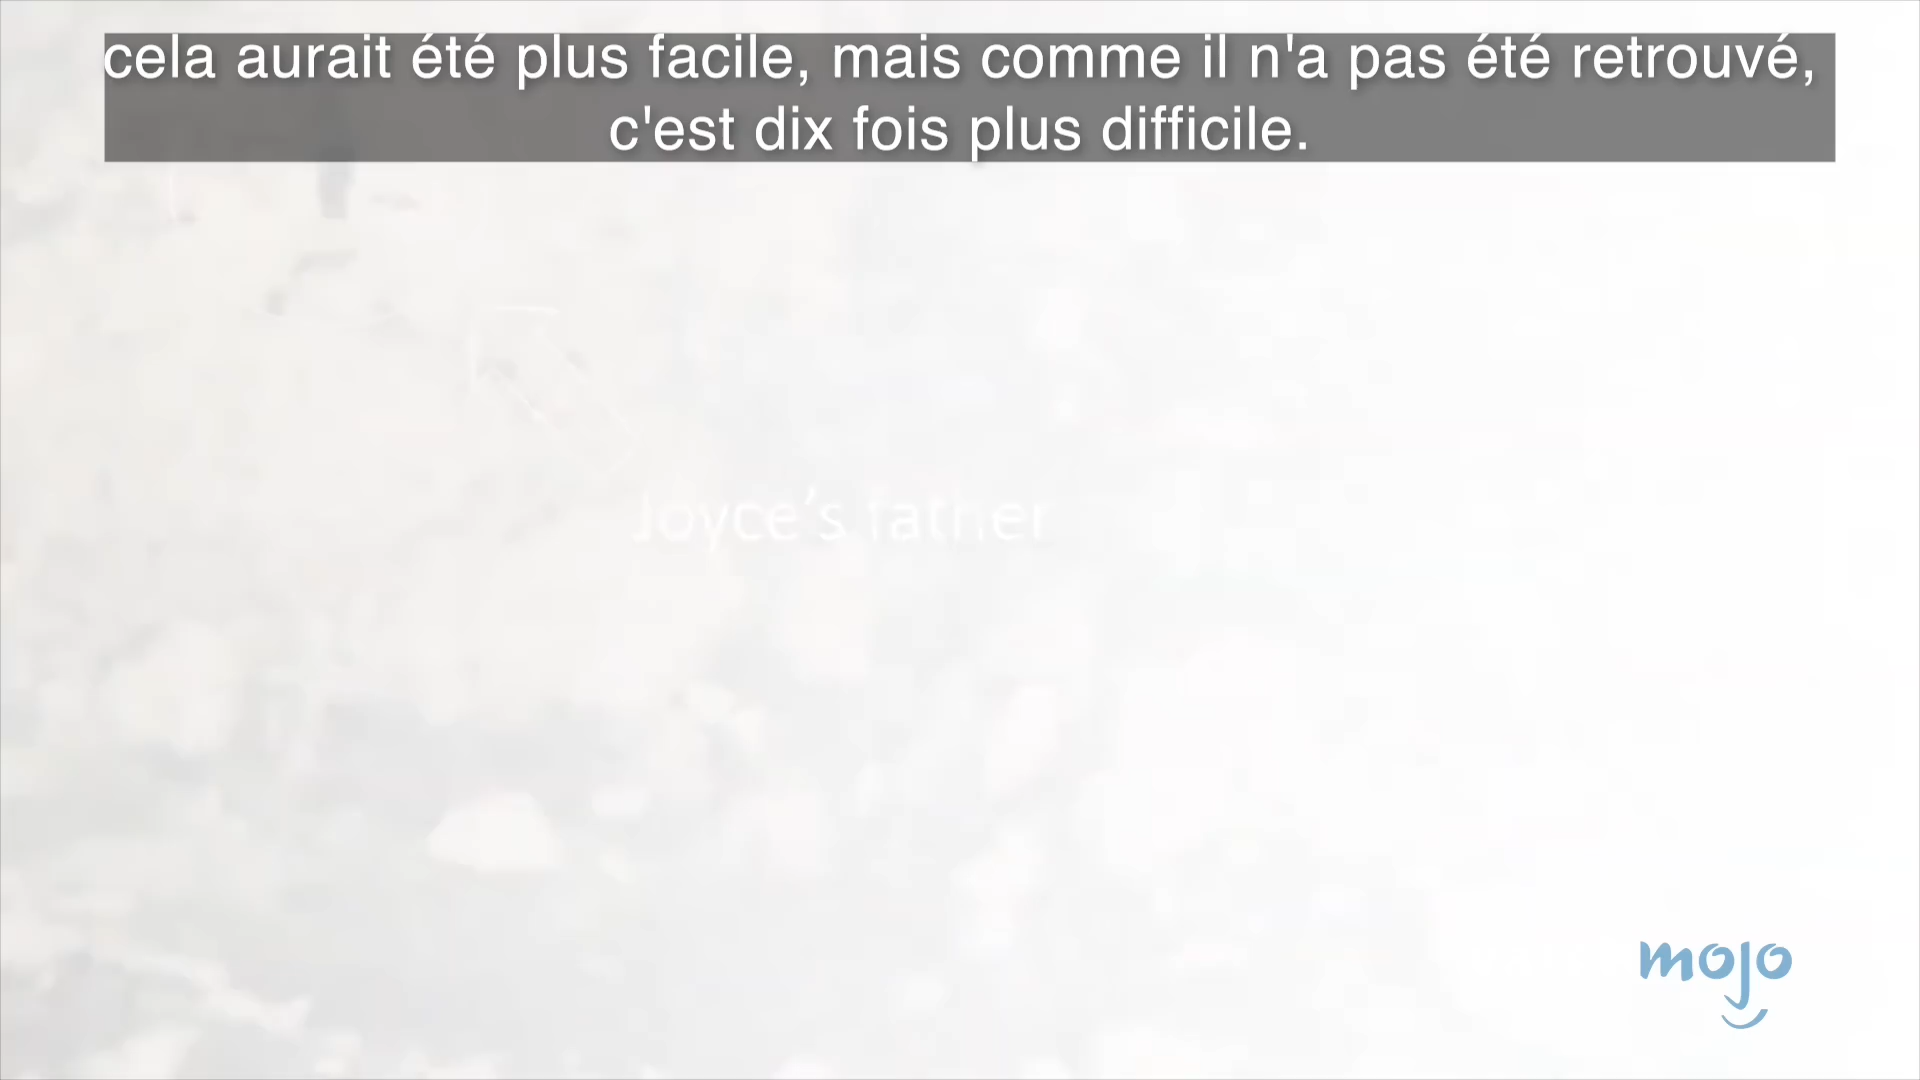 cela aurait été plus facile, mais comme il n'a pas été retrouvé,
c'est dix fois plus difficile.
Joyce's father
mojo